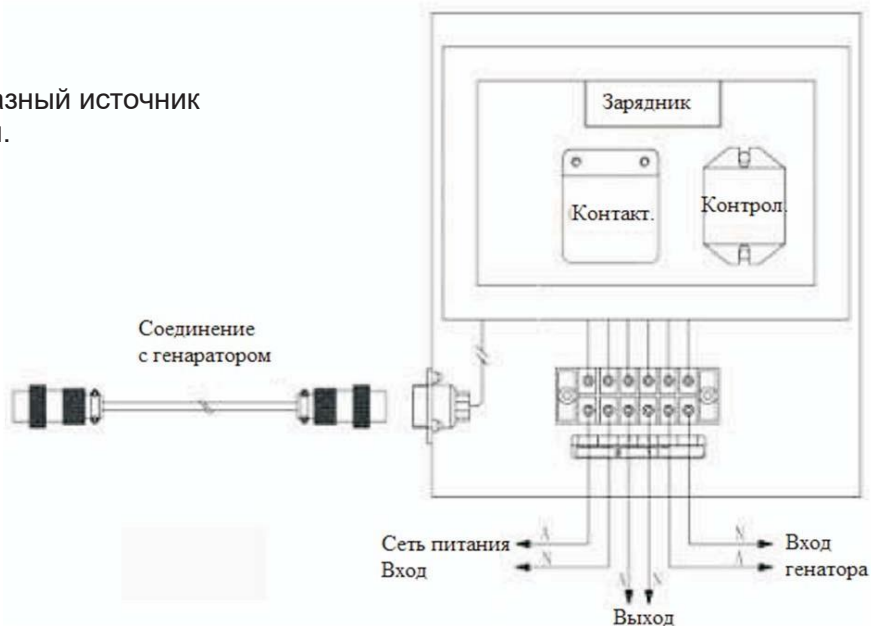 азный источник
.
Зарядник
Контакт.
Контрол.
Соединение
с генаратором
Сеть питания
Вход
A
N
A
N
N
A
Вход
генатора
Выход